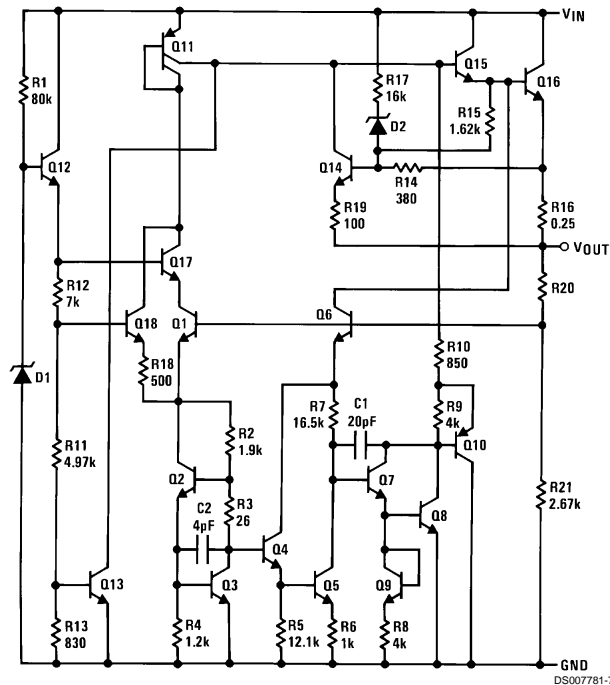 VIN
Q11
Q15
Q16
R1
80k
R17
16k
R15
1.62k
D2
Q12
Q14
R14
380
R19
100
R16
0.25
VOUT
Q17
R12
7k
Q18
Q1
Q6
R20
R18
500
R10
850
D1
R7
16.5k
C1
20pF
R9
4k
Q10
R11
4.97k
R2
1.9k
Q2
Q7
R21
2.67k
R3
26
Q8
C2
4pF
Q4
Q13
Q3
Q5
Q9
R13
830
R4
1.2k
R5
12.1k
R6
1k
R8
4k
GND